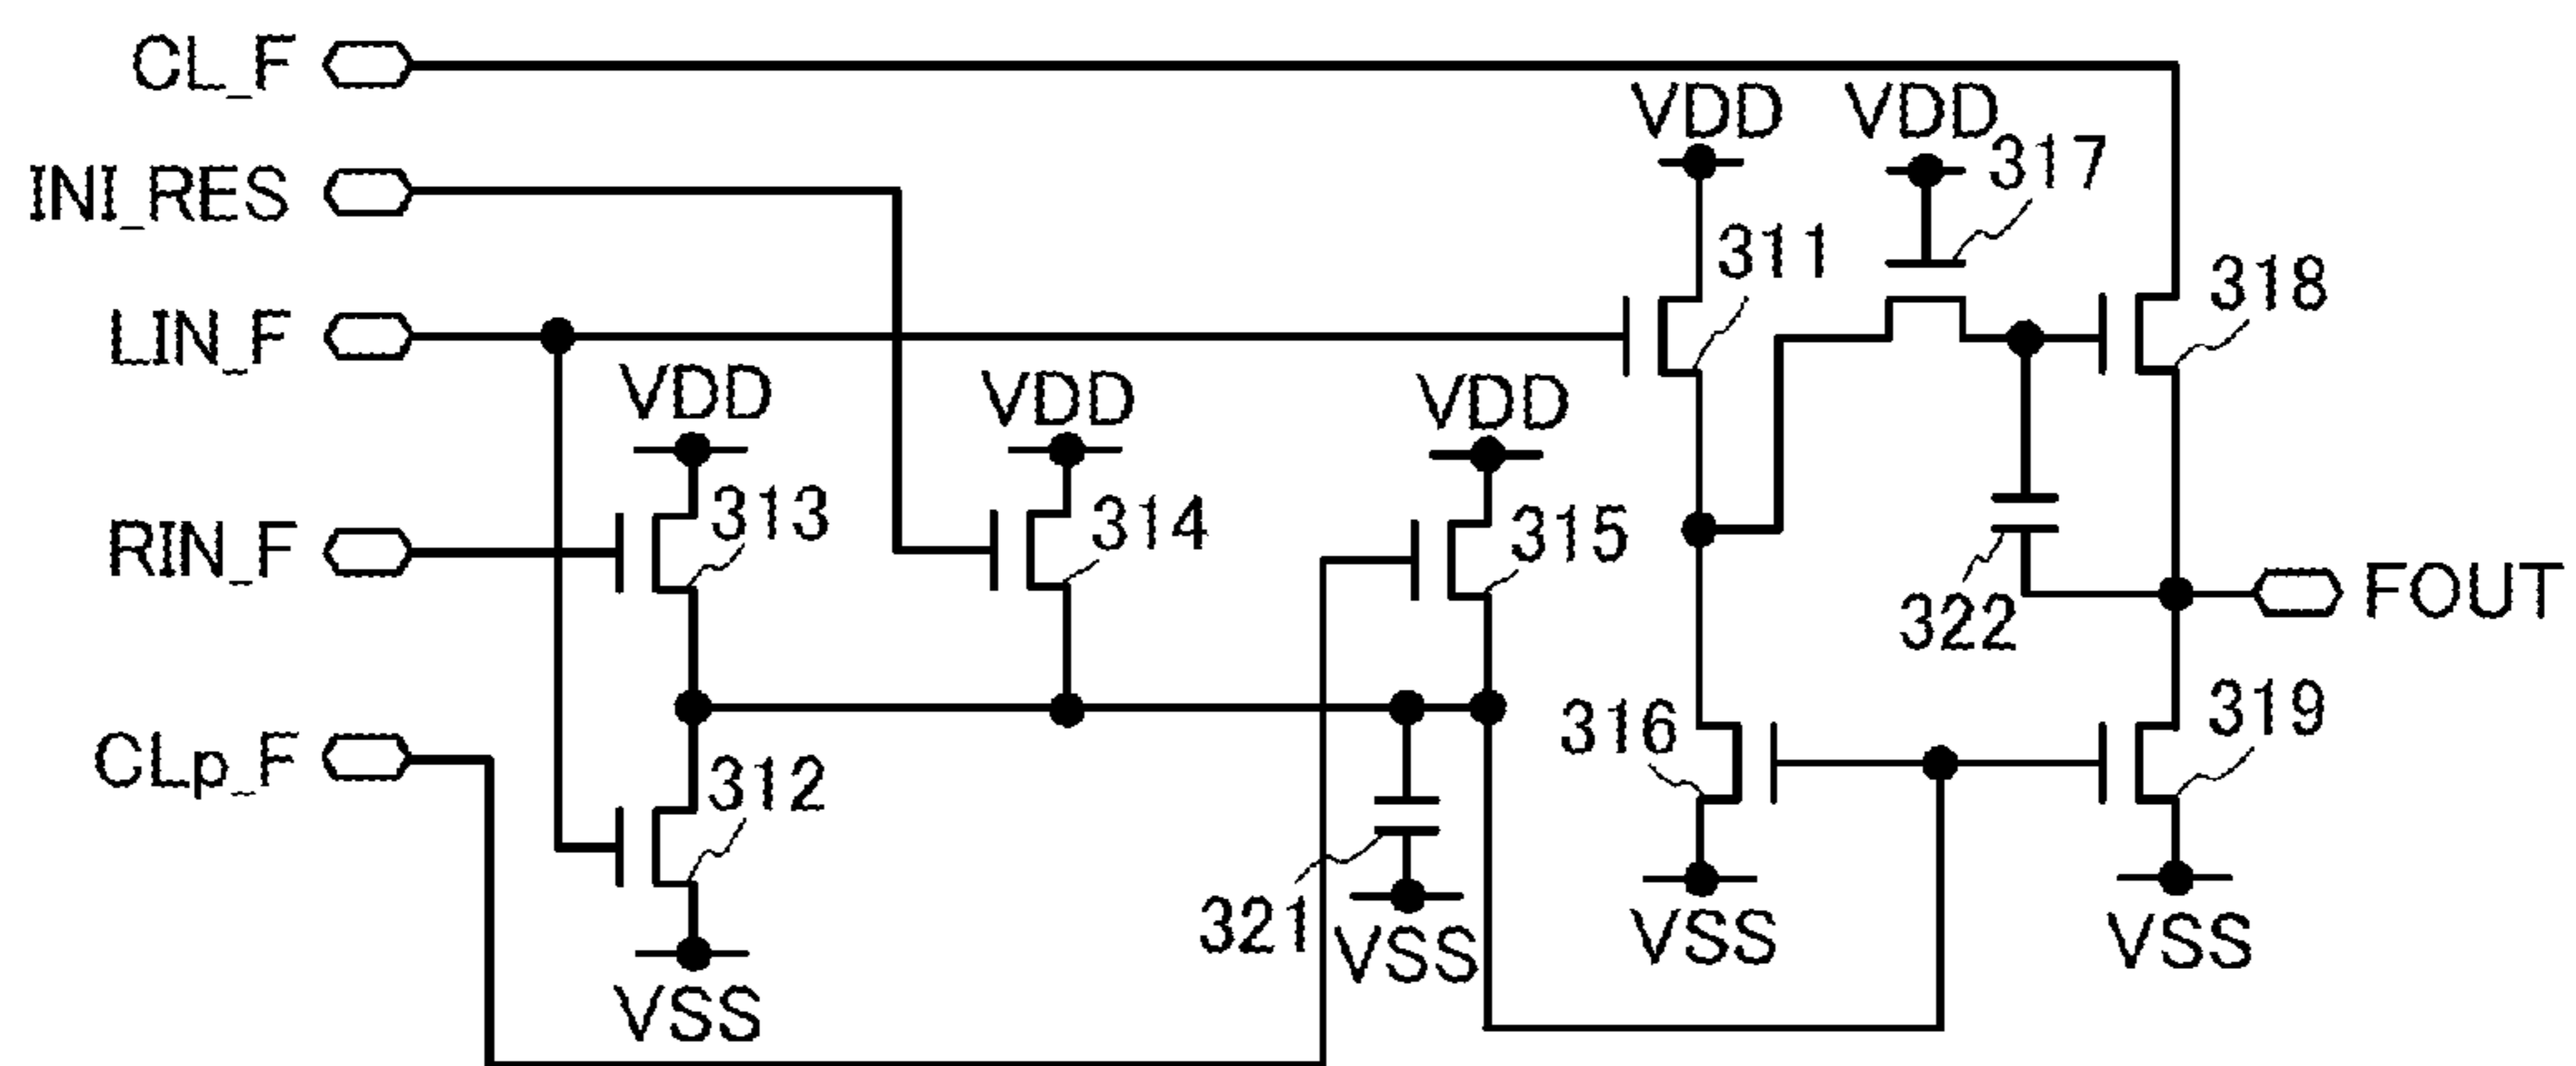 CL_F
VDD
VDD
317
INI_RES
311
318
LIN_F
VDD
VDD
VDD
313
314
315
RIN_F
FOUT
322
316
319
CLp_F
312
321
VSS
VSS
VSS
VSS